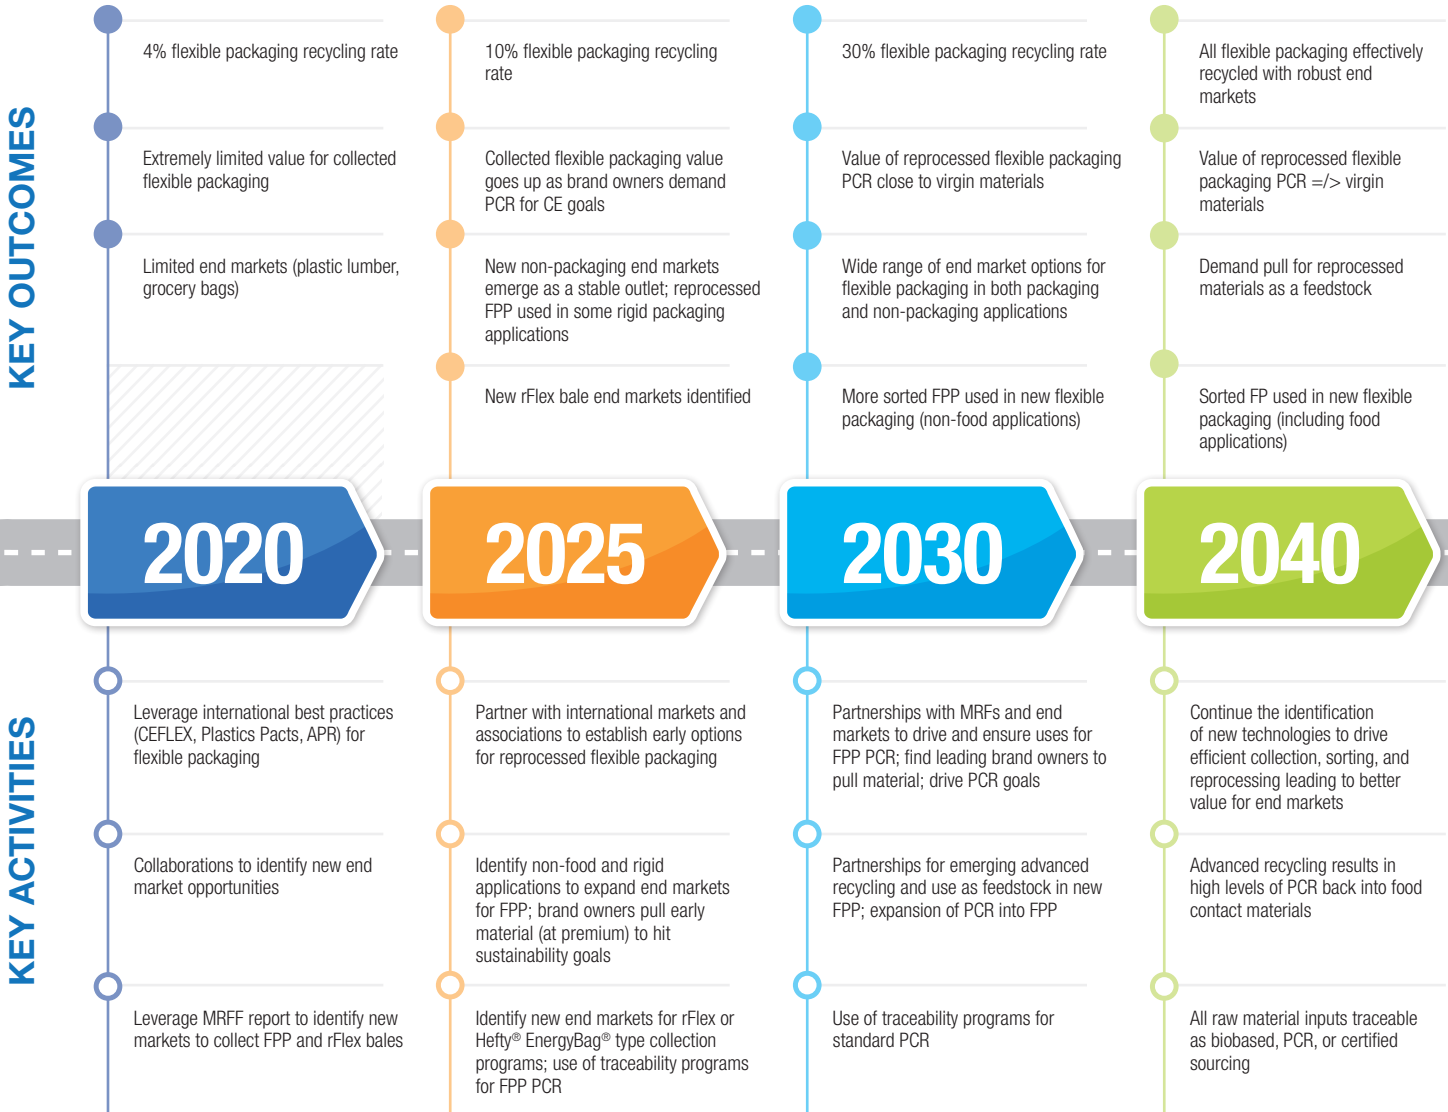 KEY OUTCOMES
4% flexible packaging recycling rate
Extremely limited value for collected
flexible packaging
Limited end markets (plastic lumber,
grocery bags)
10% flexible packaging recycling
rate
Collected flexible packaging value
goes up as brand owners demand
PCR for CE goals
New non-packaging end markets
emerge as a stable outlet; reprocessed
FPP used in some rigid packaging
applications
New rFlex bale end markets identified
30% flexible packaging recycling rate
Value of reprocessed flexible packaging
PCR close to virgin materials
Wide range of end market options for
flexible packaging in both packaging
and non-packaging applications
More sorted FPP used in new flexible
packaging (non-food applications)
All flexible packaging effectively
recycled with robust end
markets
Value of reprocessed flexible
packaging PCR =/> virgin
materials
Demand pull for reprocessed
materials as a feedstock
Sorted FP used in new flexible
packaging (including food
applications)
2020
2025
2030
2040
KEY ACTIVITIES
Leverage international best practices
(CEFLEX, Plastics Pacts, APR) for
flexible packaging
Collaborations to identify new end
market opportunities
Leverage MRFF report to identify new
markets to collect FPP and rFlex bales
Partner with international markets and
associations to establish early options
for reprocessed flexible packaging
Identify non-food and rigid
applications to expand end markets
for FPP; brand owners pull early
material (at premium) to hit
sustainability goals
Identify new end markets for rFlex or
Hefty® EnergyBag® type collection
programs; use of traceability programs
for FPP PCR
Partnerships with MRFs and end
markets to drive and ensure uses for
FPP PCR; find leading brand owners to
pull material; drive PCR goals
Partnerships for emerging advanced
recycling and use as feedstock in new
FPP; expansion of PCR into FPP
Use of traceability programs for
standard PCR
Continue the identification
of new technologies to drive
efficient collection, sorting, and
reprocessing leading to better
value for end markets
Advanced recycling results in
high levels of PCR back into food
contact materials
All raw material inputs traceable
as biobased, PCR, or certified
sourcing